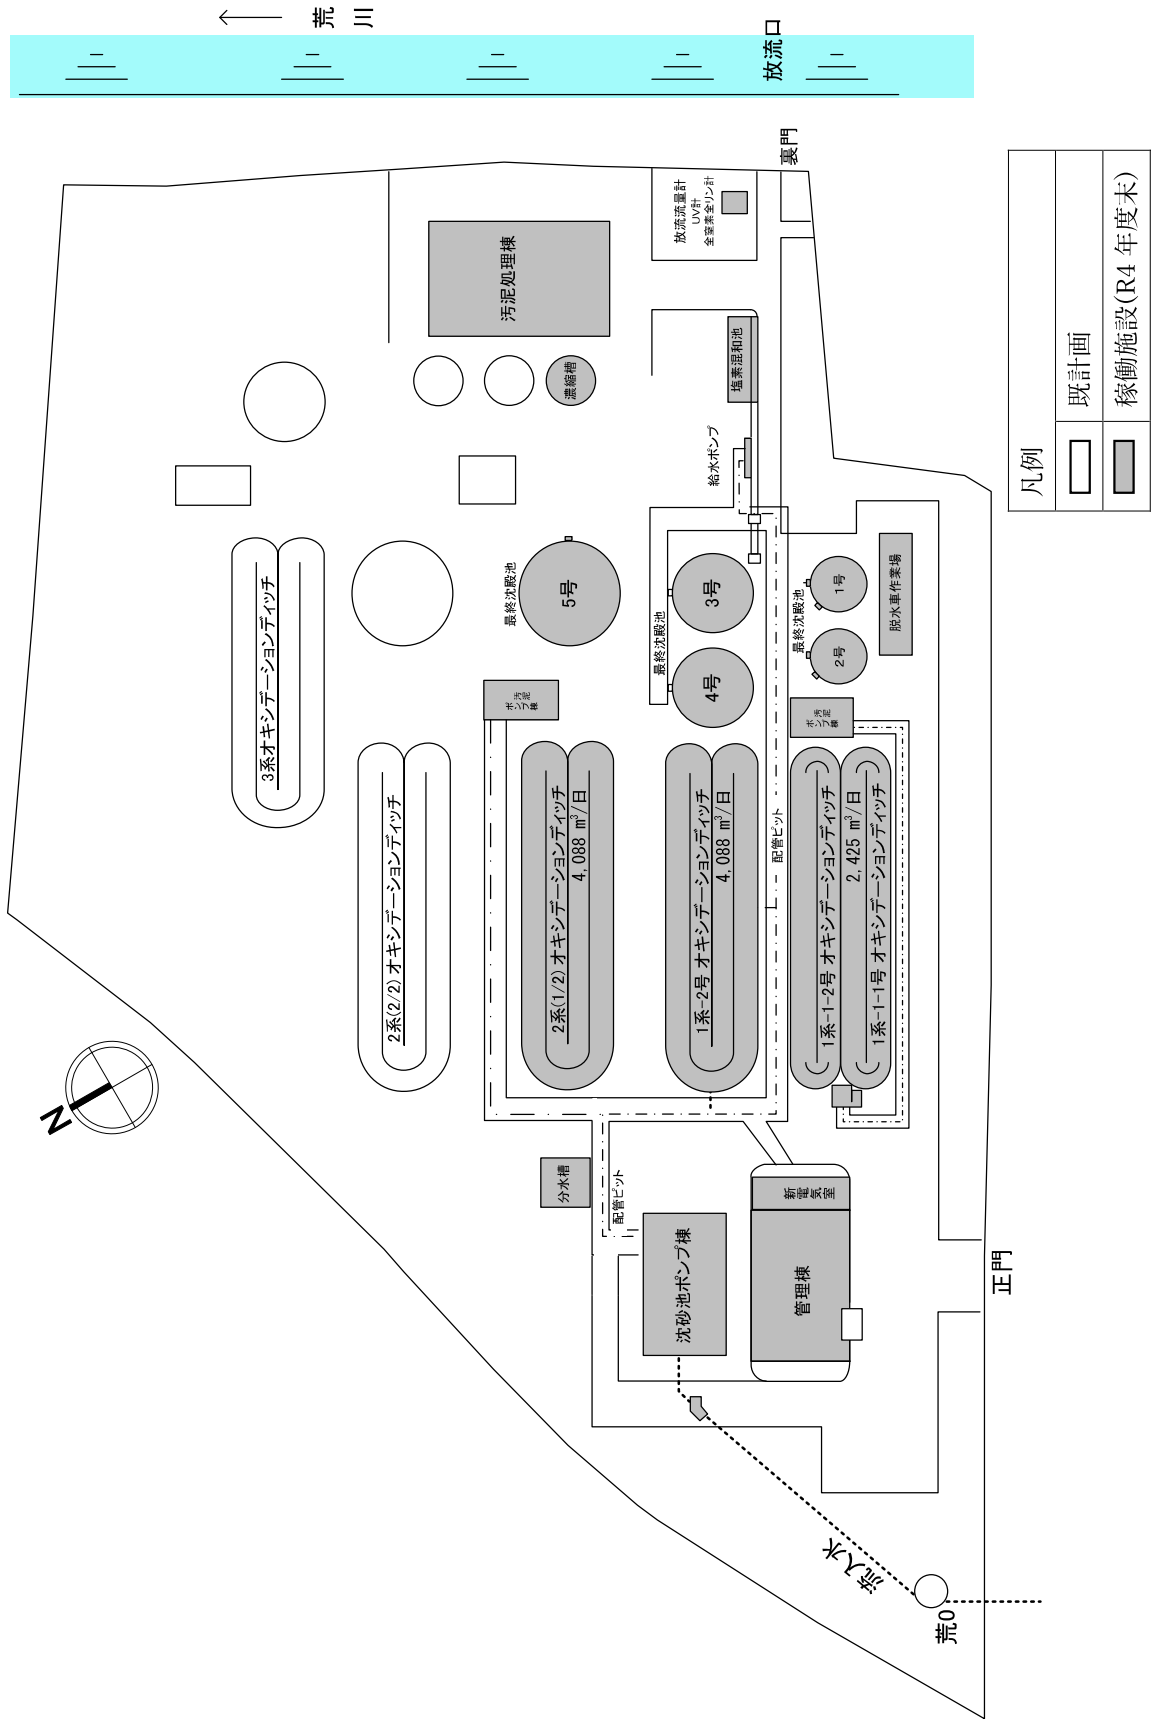 荒川
放流口
裏門
放流流量計
UV計
全窒素全リン計
汚泥処理棟
濃縮槽
塩素混和池
給水ポンプ
3系オキシデーションディッチ
最終沈殿池
5号
最終沈殿池
3号
4号
最終沈殿池
1号
2号
脱水車作業場
汚泥
ポンプ棟
汚泥
ポンプ棟
2系(2/2) オキシデーションディッチ
2系(1/2) オキシデーションディッチ
4,088 m³/日
1系-2号 オキシデーションディッチ
4,088 m³/日
配管ピット
1系-1-2号 オキシデーションディッチ
2,425 m³/日
1系-1-1号 オキシデーションディッチ
N
分水槽
配管ピット
沈砂池ポンプ棟
新電気室
管理棟
正門
流入水
荒0
凡例
既計画
稼働施設(R4 年度末)